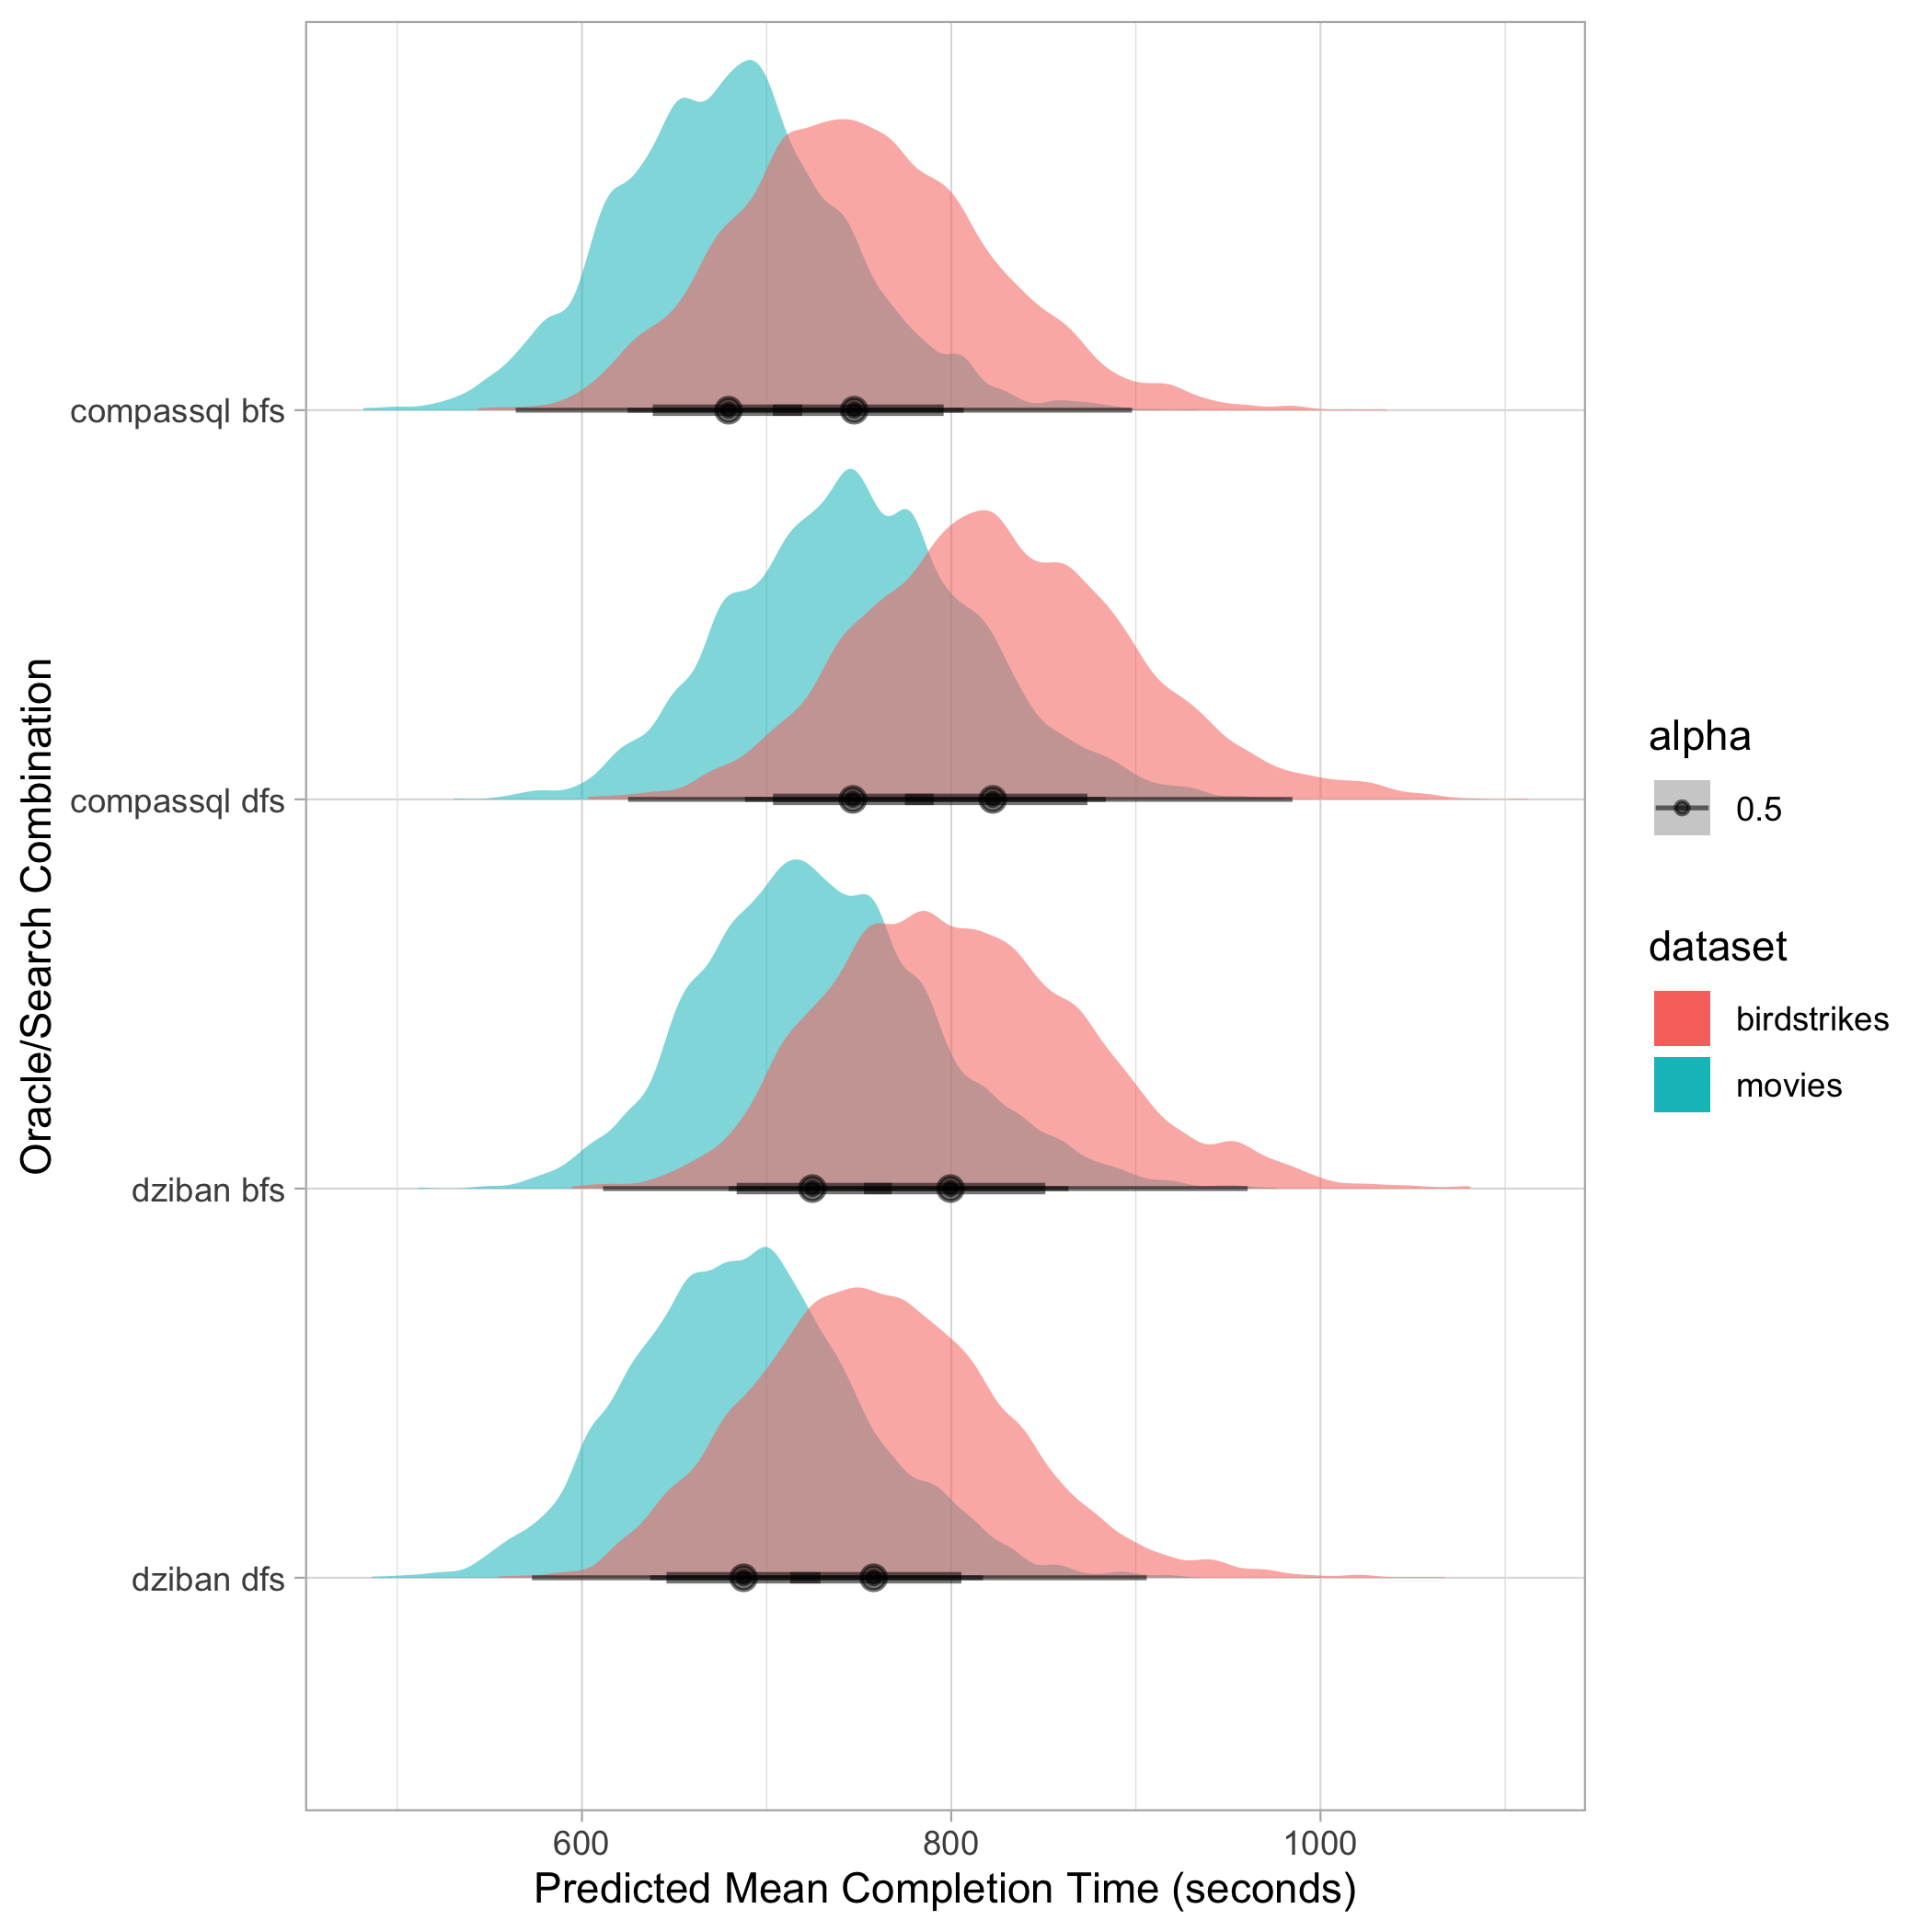 Oracle/Search Combination
compassql bfs
compassql dfs
dziban bfs
dziban dfs
600 800 1000
Predicted Mean Completion Time (seconds)
alpha
0.5
dataset
birdstrikes
movies